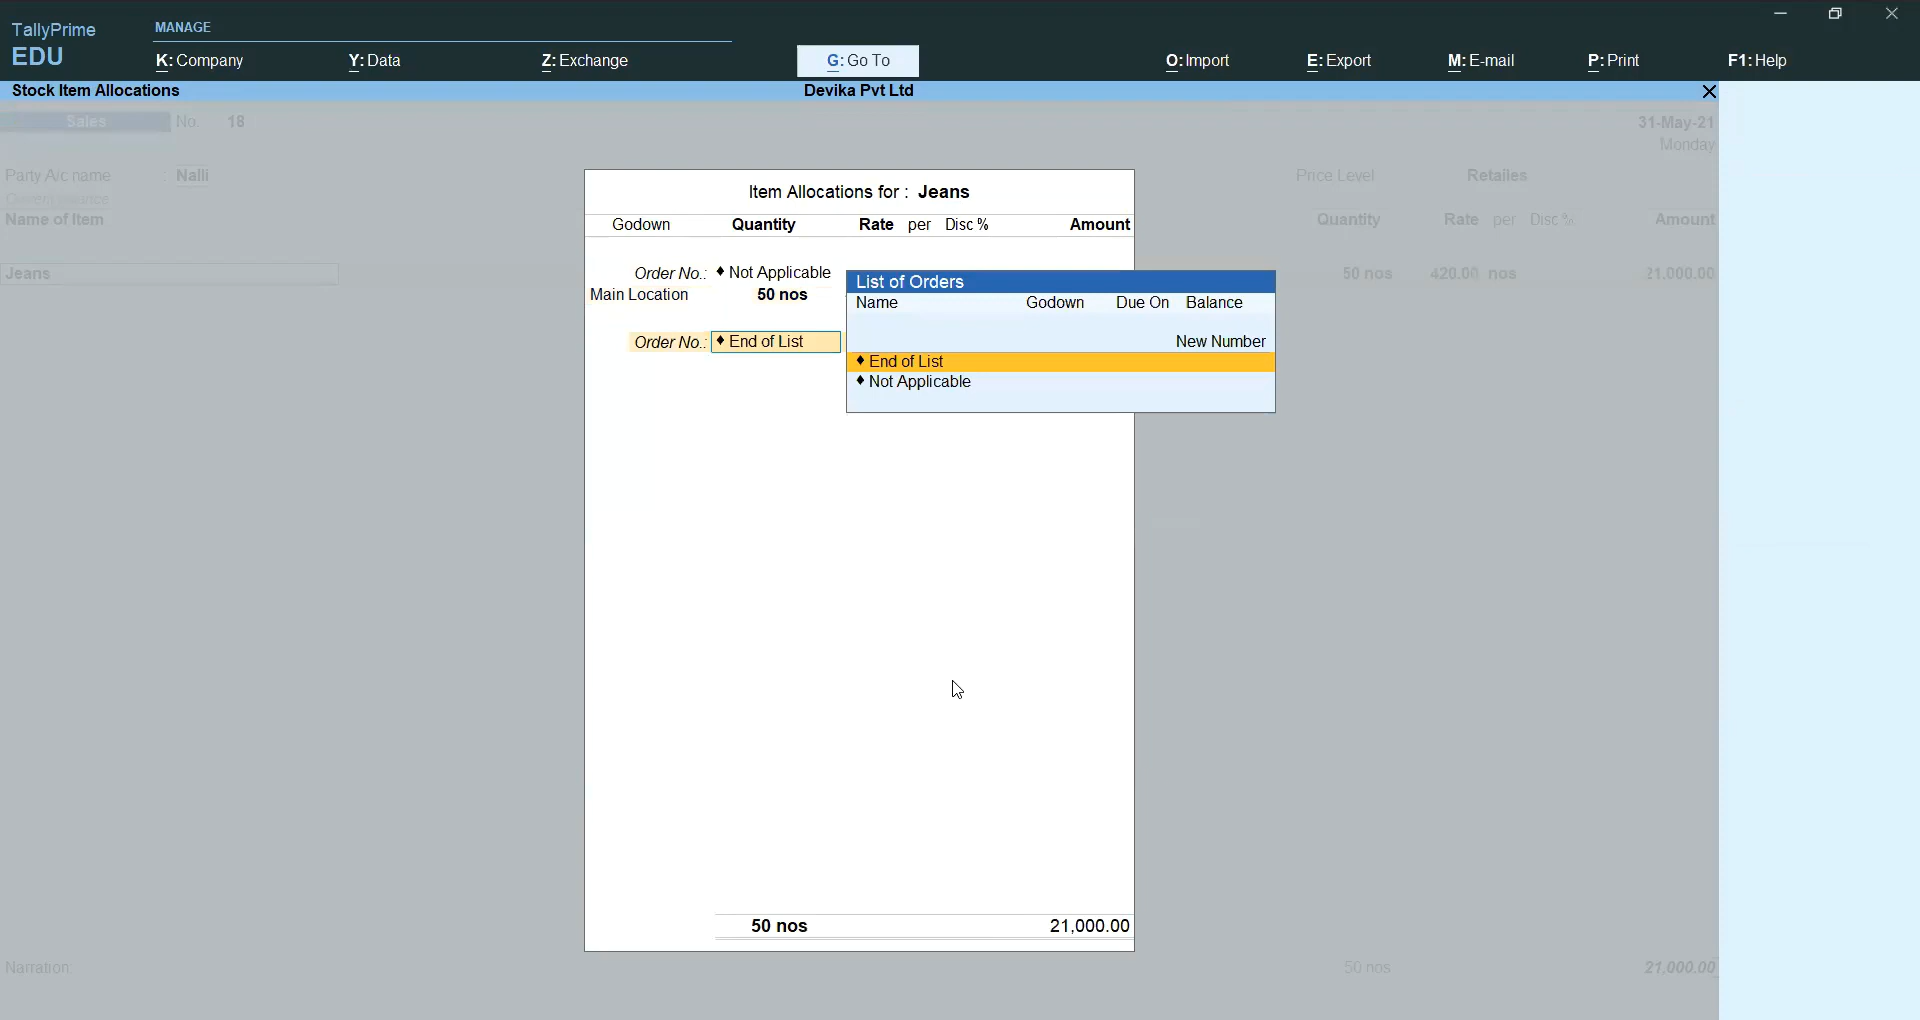 TallyPrime
EDU
MANAGE
K: Company Y: Data Z: Exchange G: Go To O: Import E: Export M: E-mail P: Print F1: Help
Stock Item Allocations Devika Pvt Ltd
Sales No. 18 31-May-21
Monday
Party A/c name : Nalli Price Level Retailes
Current balance
Name of Item Quantity Rate per Disc % Amount
Jeans 50 nos 420.00 nos 21,000.00
Item Allocations for : Jeans
Godown Quantity Rate per Disc % Amount
Order No.: ♦ Not Applicable
Main Location 50 nos
Order No.: ♦ End of List
List of Orders
Name Godown Due On Balance
New Number
♦ End of List
♦ Not Applicable
50 nos 21,000.00
Narration: 50 nos 21,000.00